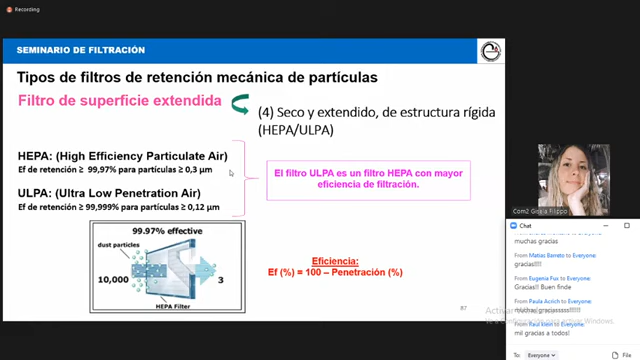 Recording
SEMINARIO DE FILTRACIÓN
Tipos de filtros de retención mecánica de partículas
Filtro de superficie extendida
(4) Seco y extendido, de estructura rígida
(HEPA/ULPA)
HEPA: (High Efficiency Particulate Air)
Ef de retención ≥ 99,97% para partículas ≥ 0,3 µm
ULPA: (Ultra Low Penetration Air)
Ef de retención ≥ 99,999% para partículas ≥ 0,12 µm
El filtro ULPA es un filtro HEPA con mayor
eficiencia de filtración.
99.97% effective
dust particles
10,000
3
HEPA Filter
Eficiencia:
Ef (%) = 100 – Penetración (%)
87
Com2 Gisela Filippo
Chat
muchas gracias
From Matias Barreto to Everyone:
gracias!!!!
From Eugenia Fux to Everyone:
Gracias!! Buen finde
From Paula Azrich to Everyone:
From Raul Klein to Everyone:
mil gracias a todos!
To: Everyone
File